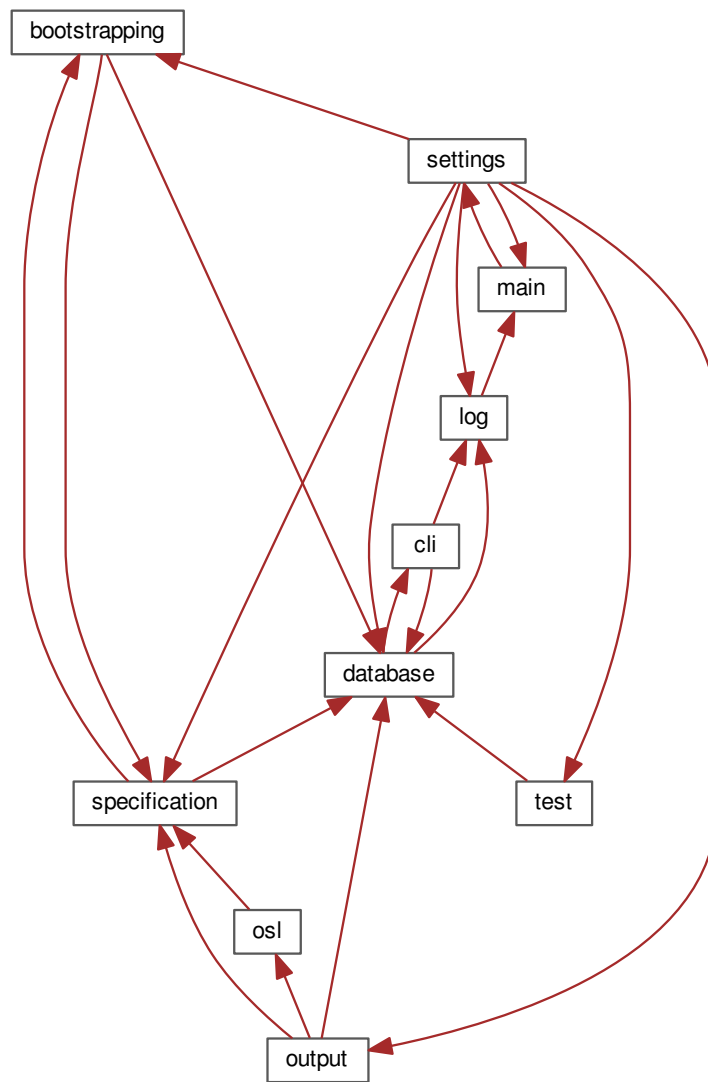 bootstrapping
settings
main
log
cli
database
specification
test
osl
output